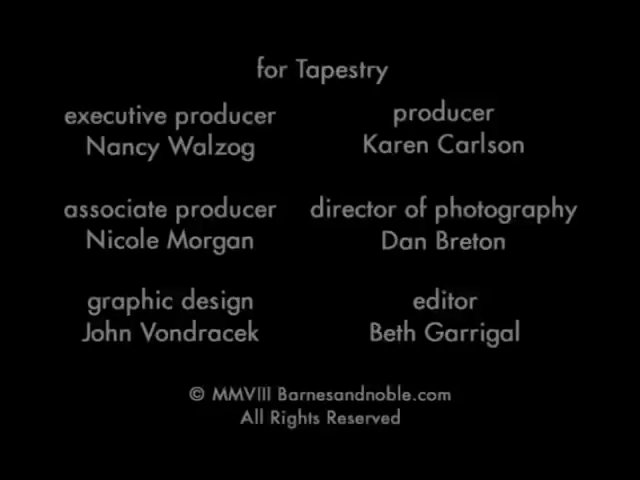 for Tapestry
executive producer
Nancy Walzog
producer
Karen Carlson
associate producer
Nicole Morgan
director of photography
Dan Breton
graphic design
John Vondracek
editor
Beth Garrigal
© MMVIII Barnesandnoble.com
All Rights Reserved